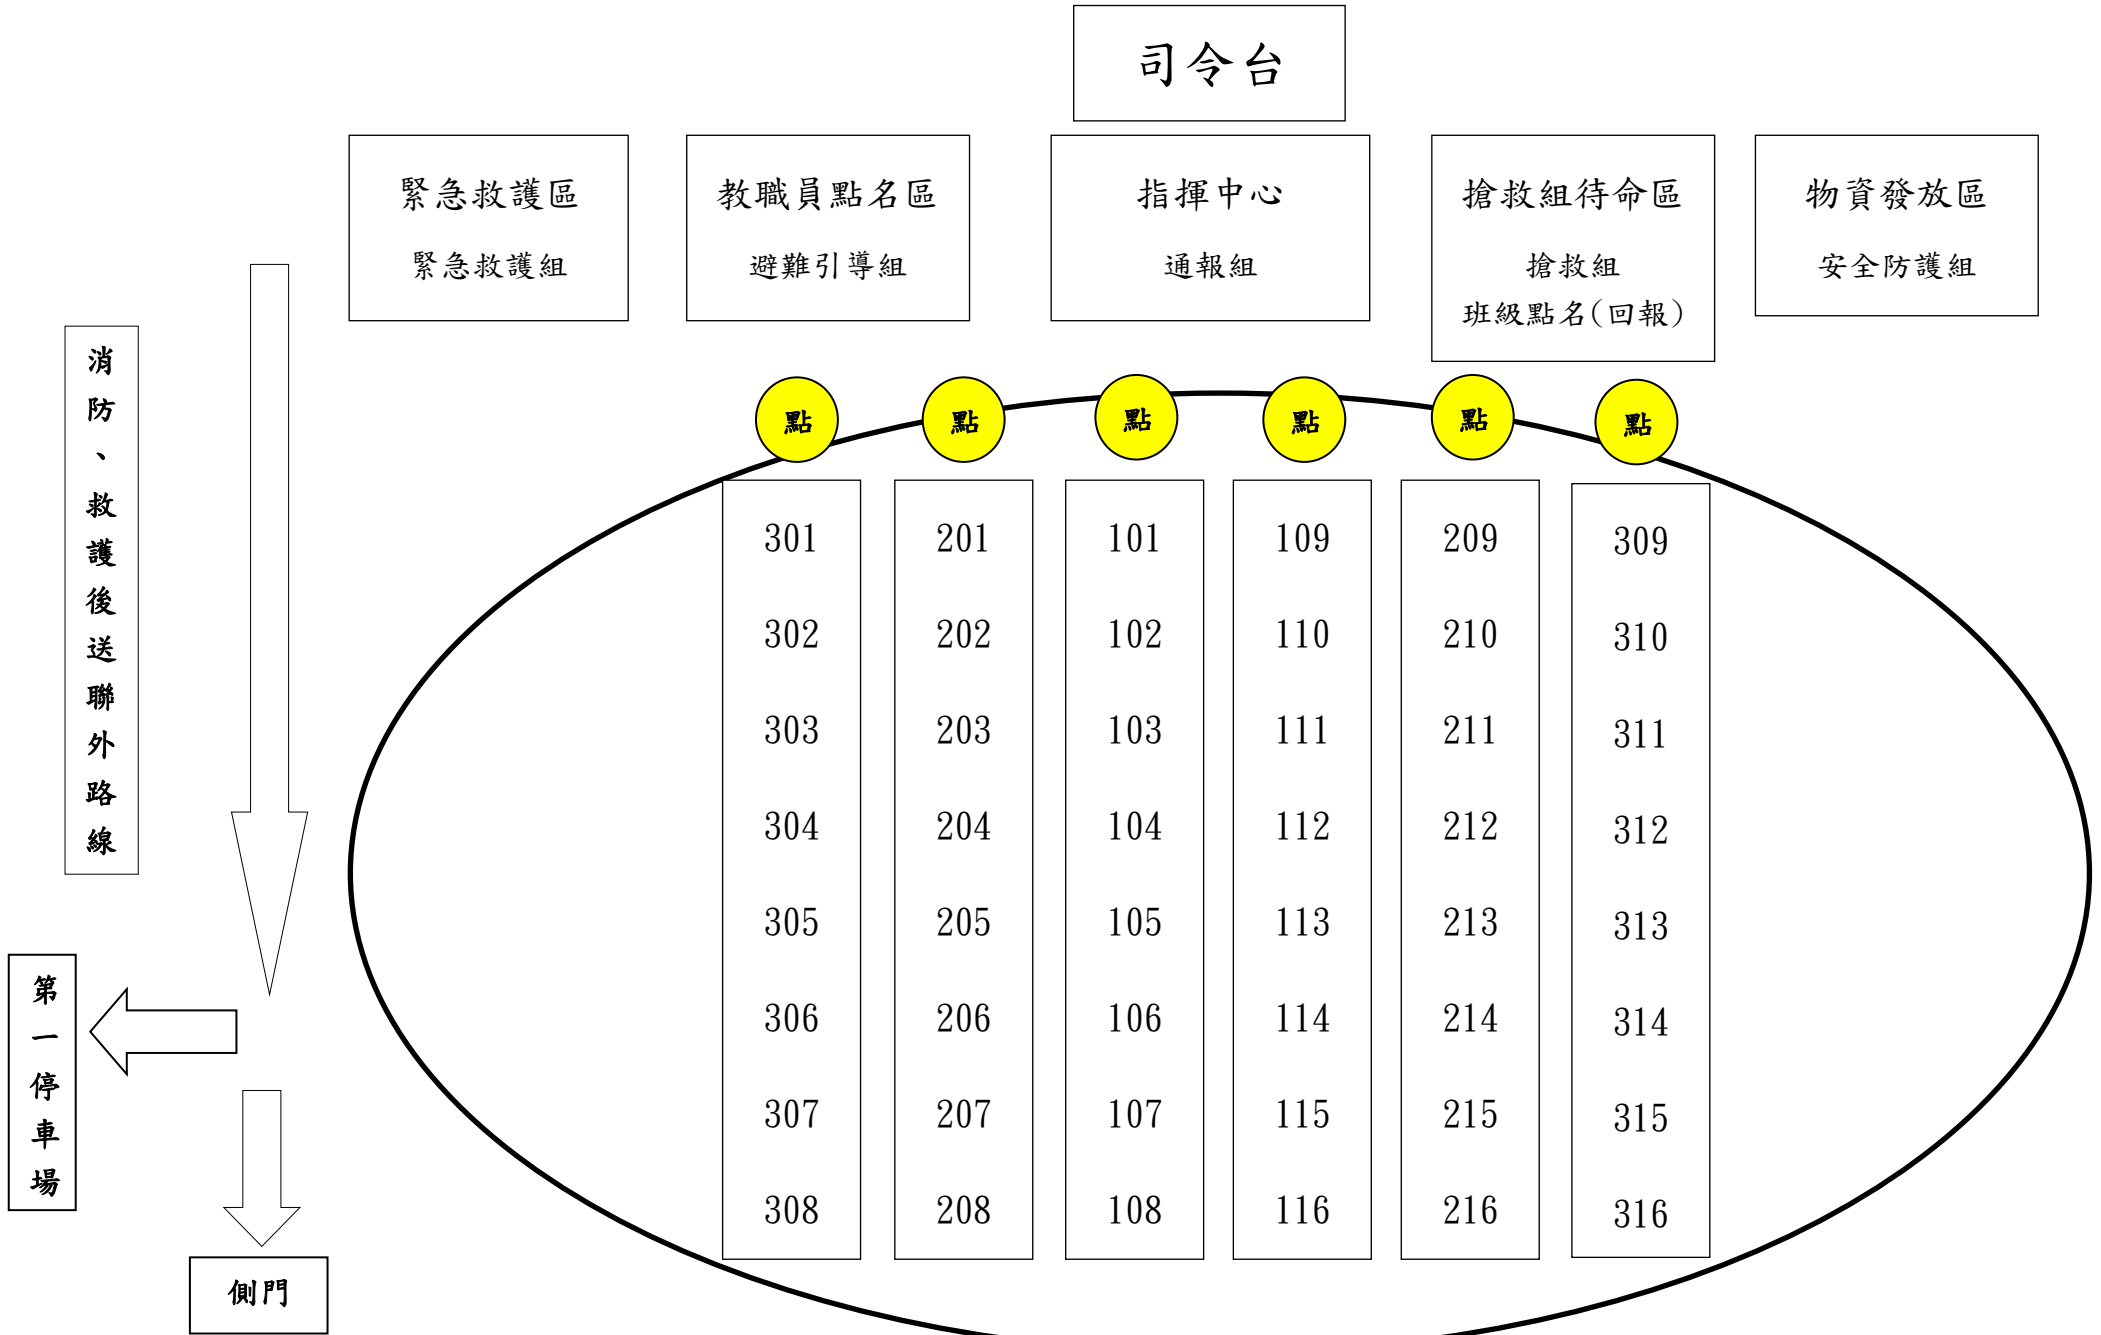 司令台
緊急救護區
緊急救護組
教職員點名區
避難引導組
指揮中心
通報組
搶救組待命區
搶救組
班級點名(回報)
物資發放區
安全防護組
消防、救護後送聯外路線
第一停車場
側門
點 點 點 點 點 點
301 201 101 109 209 309
302 202 102 110 210 310
303 203 103 111 211 311
304 204 104 112 212 312
305 205 105 113 213 313
306 206 106 114 214 314
307 207 107 115 215 315
308 208 108 116 216 316